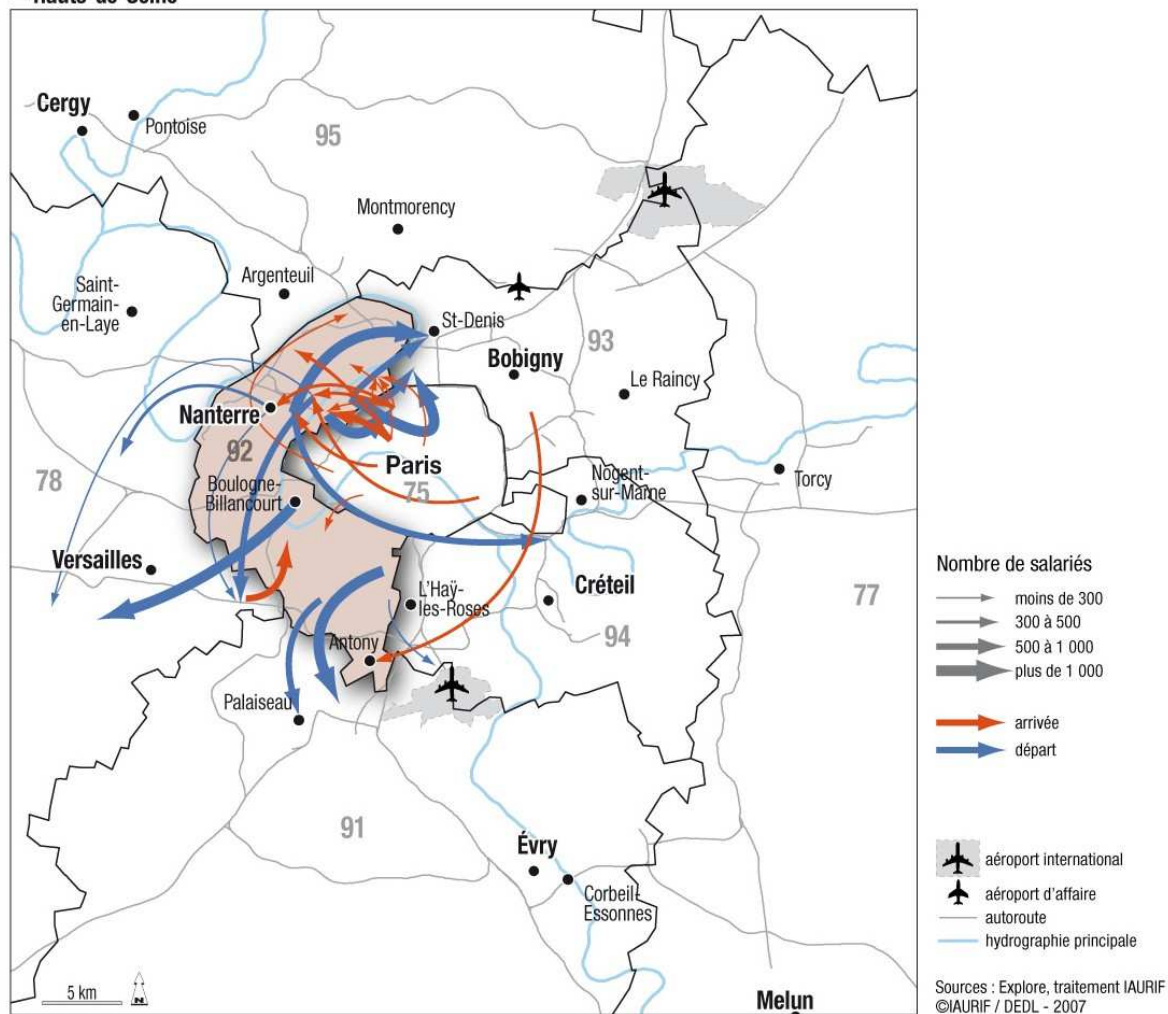 Hauts-de-Seine
Cergy
Pontoise
95
Montmorency
Saint-
Germain-
en-Laye
Argenteuil
St-Denis
93
Bobigny
Le Raincy
Nanterre
92
Paris
75
78
Boulogne-
Billancourt
Nogent-
sur-Marne
Torcy
Versailles
L'Haÿ-
les-Roses
Créteil
94
77
Antony
Palaiseau
91
Évry
Corbeil-
Essonnes
Melun
5 km
N
Nombre de salariés
moins de 300
300 à 500
500 à 1 000
plus de 1 000
arrivée
départ
aéroport international
aéroport d'affaire
autoroute
hydrographie principale
Sources : Explore, traitement IAURIF
©IAURIF / DEDL - 2007